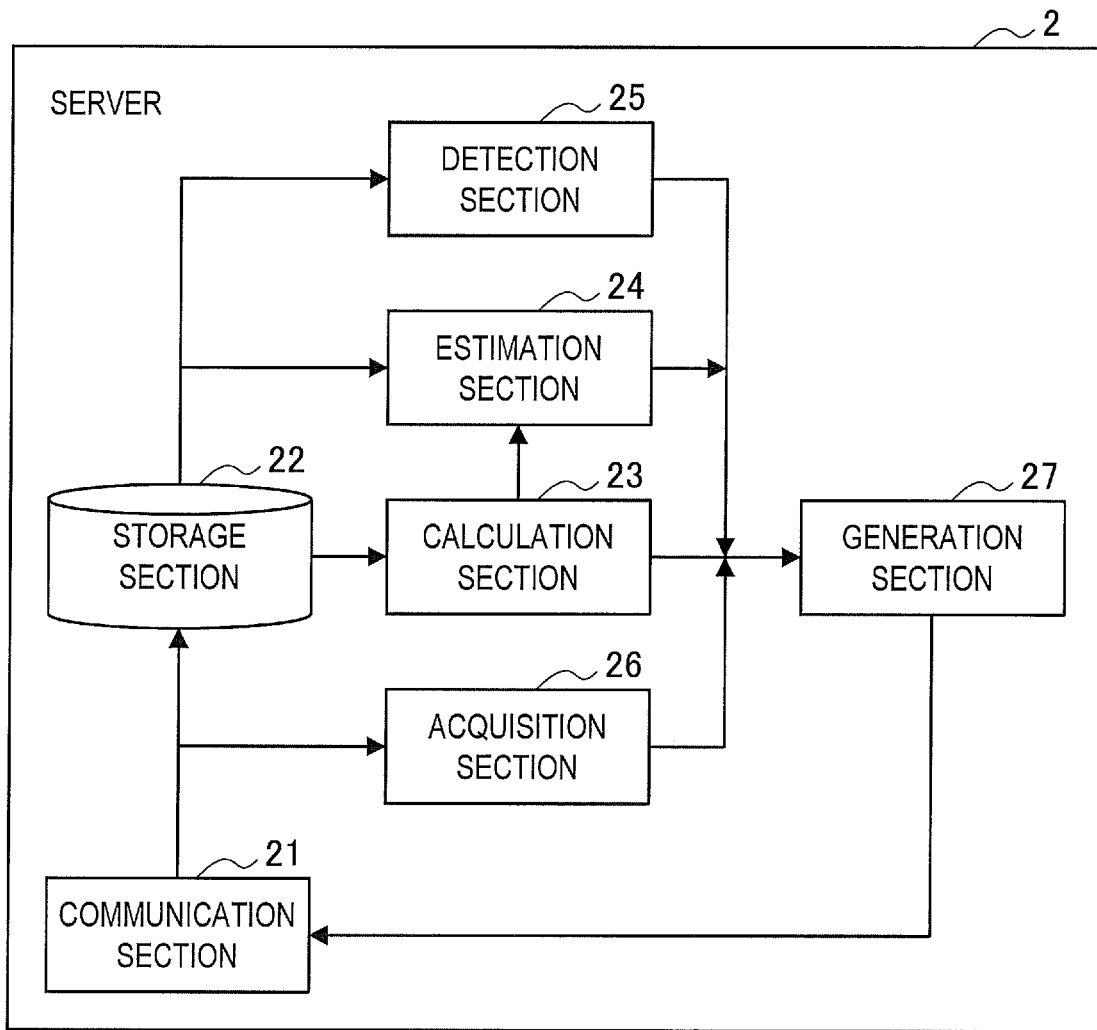 2
SERVER
25
DETECTION
SECTION
24
ESTIMATION
SECTION
22
STORAGE
SECTION
23
CALCULATION
SECTION
27
GENERATION
SECTION
26
ACQUISITION
SECTION
21
COMMUNICATION
SECTION